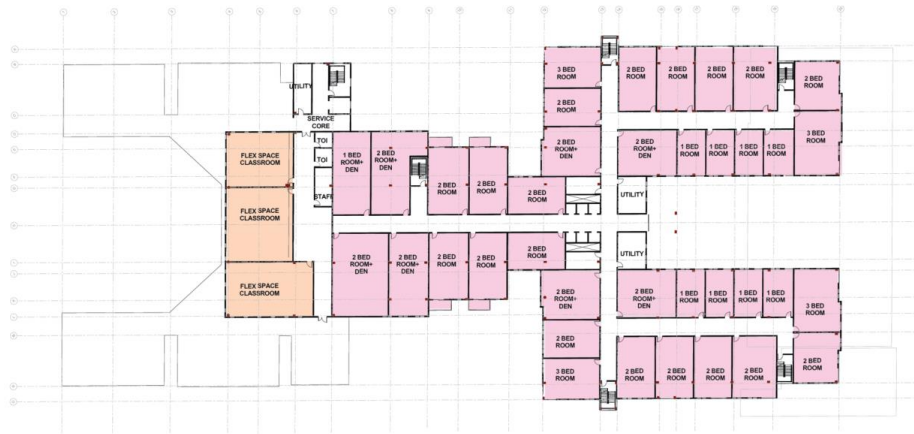 3 BED
ROOM
2 BED
ROOM
2 BED
ROOM
2 BED
ROOM
2 BED
ROOM
2 BED
ROOM
UTILITY
2 BED
ROOM
SERVICE
CORE
TOI
TOI
STAFF
FLEX SPACE
CLASSROOM
1 BED
ROOM+
DEN
2 BED
ROOM+
DEN
2 BED
ROOM+
DEN
2 BED
ROOM+
DEN
1 BED
ROOM
1 BED
ROOM
1 BED
ROOM
1 BED
ROOM
3 BED
ROOM
2 BED
ROOM
2 BED
ROOM
2 BED
ROOM
UTILITY
FLEX SPACE
CLASSROOM
2 BED
ROOM+
DEN
2 BED
ROOM+
DEN
2 BED
ROOM
2 BED
ROOM
2 BED
ROOM
UTILITY
FLEX SPACE
CLASSROOM
2 BED
ROOM+
DEN
2 BED
ROOM+
DEN
1 BED
ROOM
1 BED
ROOM
1 BED
ROOM
1 BED
ROOM
3 BED
ROOM
2 BED
ROOM
3 BED
ROOM
2 BED
ROOM
2 BED
ROOM
2 BED
ROOM
2 BED
ROOM
2 BED
ROOM